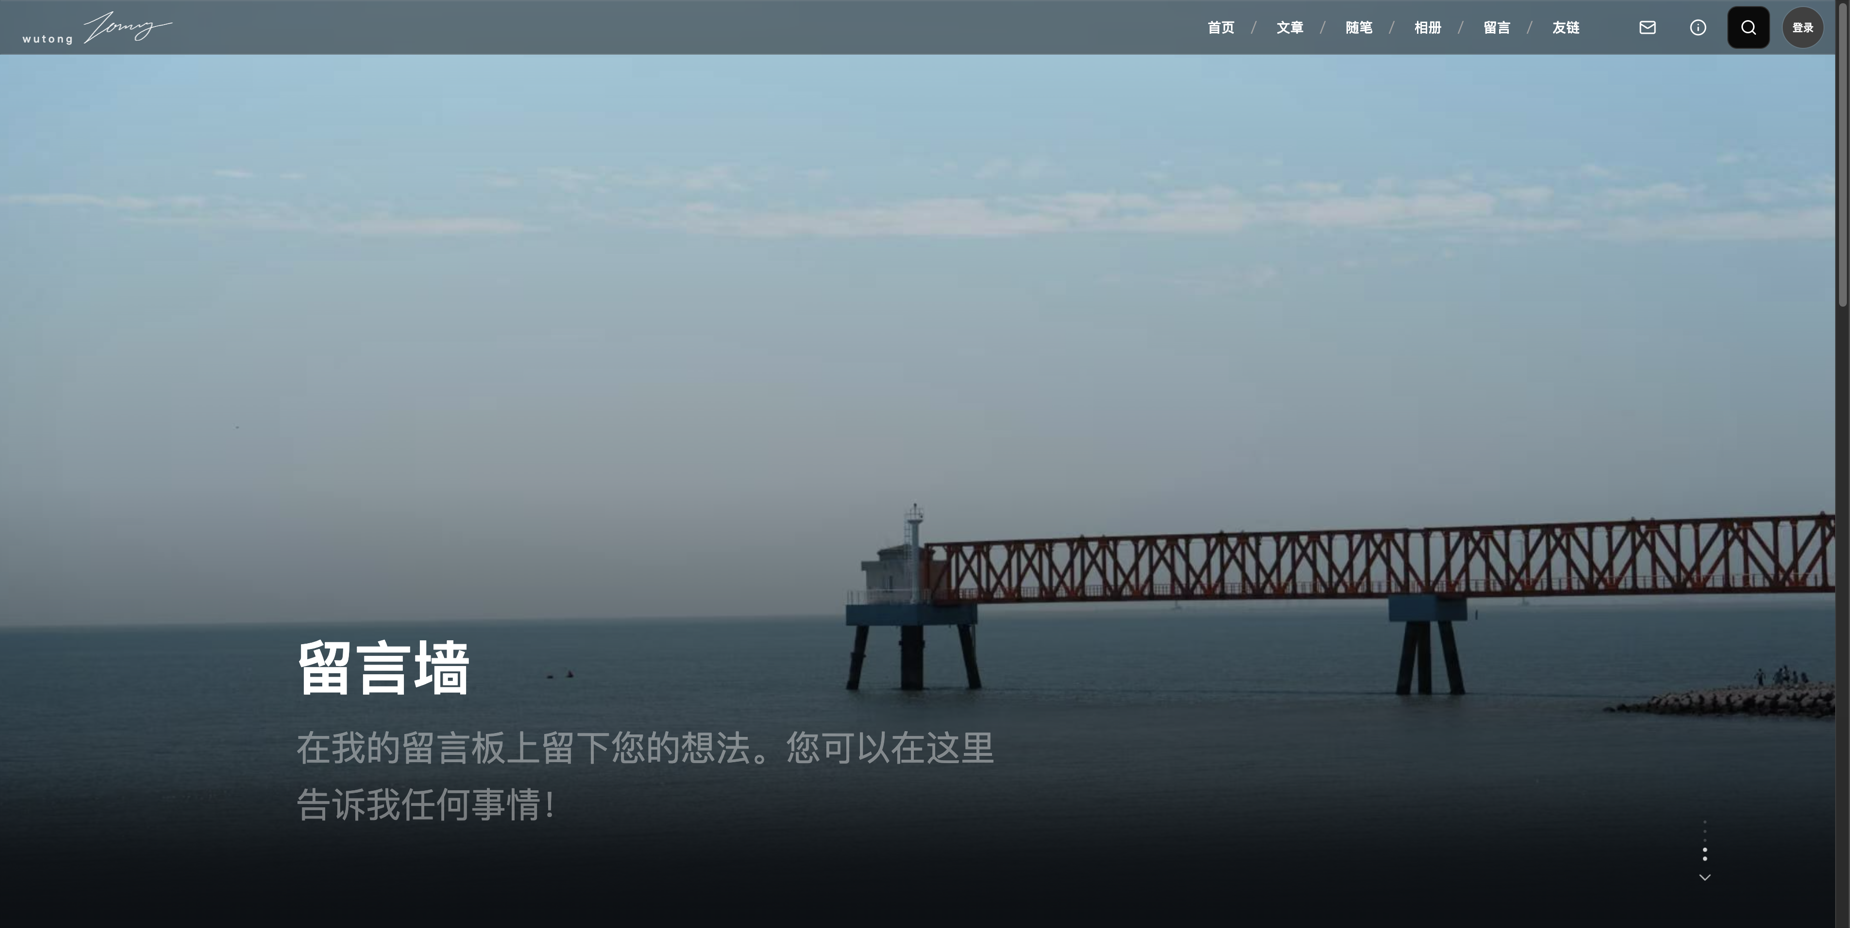 wutong
首页 / 文章 / 随笔 / 相册 / 留言 / 友链 登录
留言墙
在我的留言板上留下您的想法。您可以在这里
告诉我任何事情！